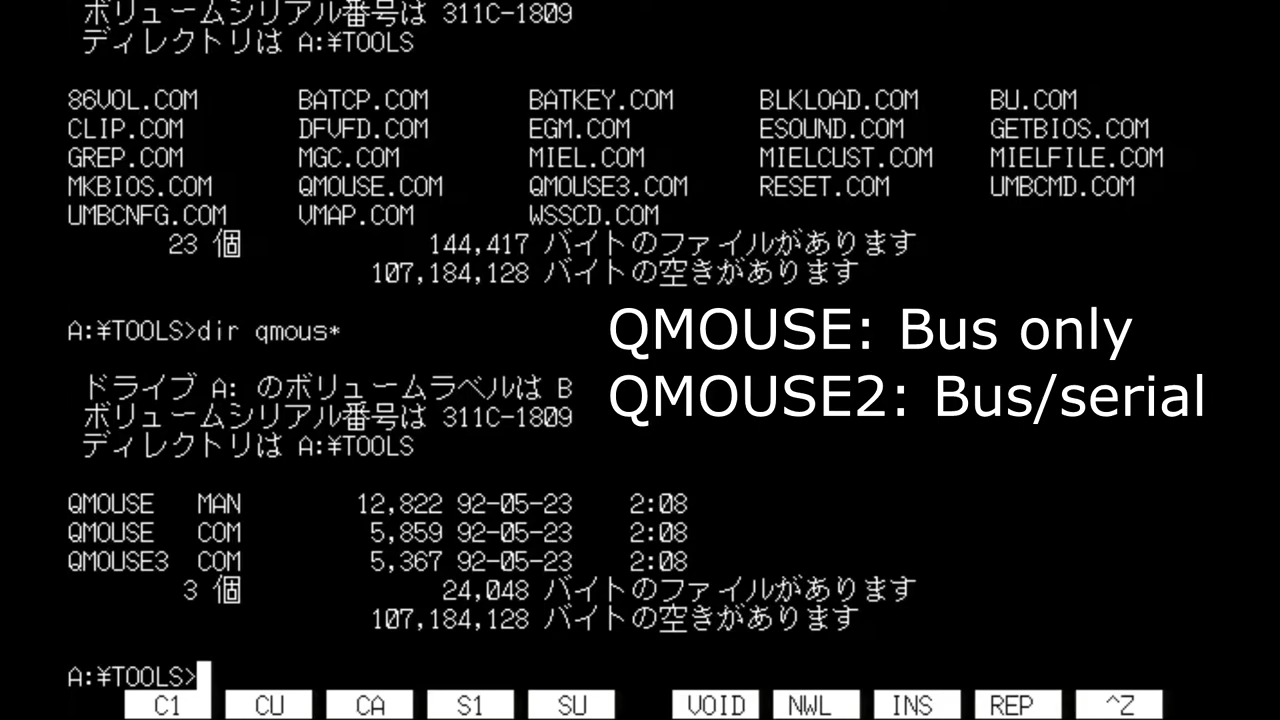 ボリュームシリアル番号は 311C-1809
ディレクトリは A:¥TOOLS
86VOL.COM BATCP.COM BATKEY.COM BLKLOAD.COM BU.COM
CLIP.COM DFVFD.COM EGM.COM ESOUND.COM GETBIOS.COM
GREP.COM MGC.COM MIEL.COM MIELCUST.COM MIELFILE.COM
MKBIOS.COM QMOUSE.COM QMOUSE3.COM RESET.COM UMBCMD.COM
UMBCNFG.COM VMAP.COM WSSCD.COM
23 個 144,417 バイトのファイルがあります
107,184,128 バイトの空きがあります
A:¥TOOLS>dir qmous*
QMOUSE: Bus only
QMOUSE2: Bus/serial
ドライブ A: のボリュームラベルは B
ボリュームシリアル番号は 311C-1809
ディレクトリは A:¥TOOLS
QMOUSE MAN 12,822 92-05-23 2:08
QMOUSE COM 5,859 92-05-23 2:08
QMOUSE3 COM 5,367 92-05-23 2:08
3 個 24,048 バイトのファイルがあります
107,184,128 バイトの空きがあります
A:¥TOOLS>
C1 CU CA S1 SU VOID NWL INS REP ^Z